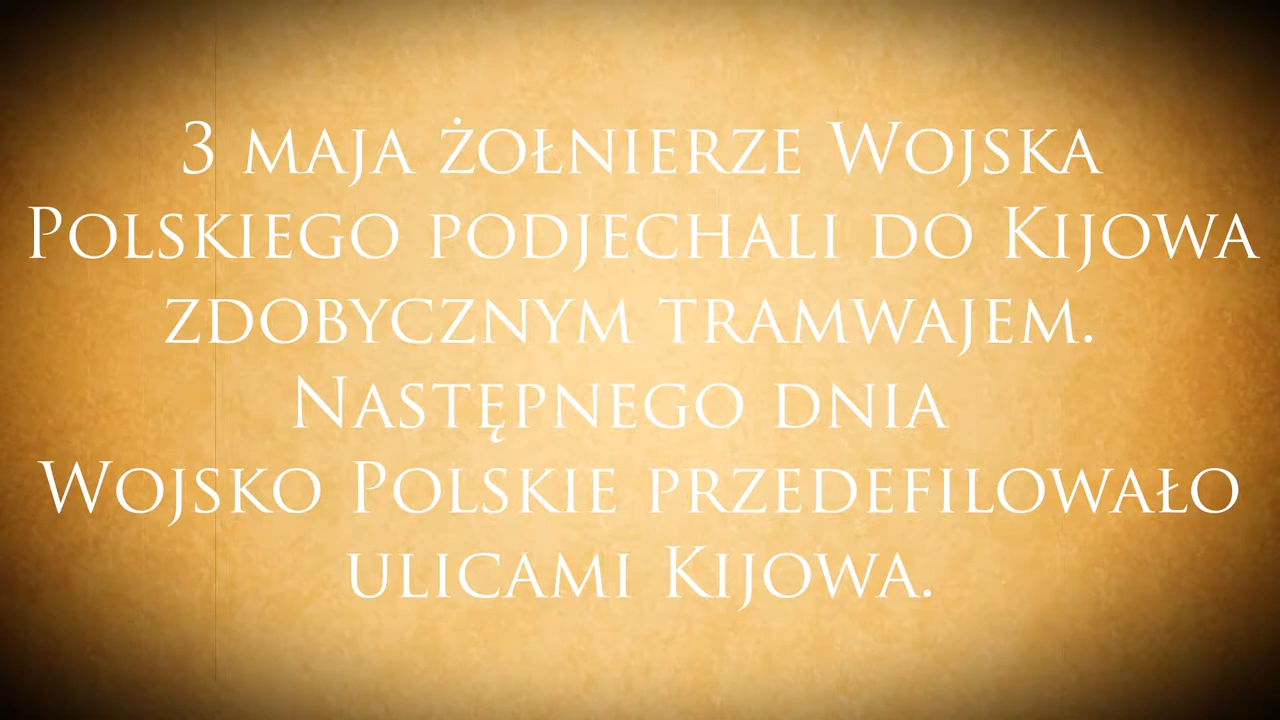 3 maja żołnierze Wojska
Polskiego podjechali do Kijowa
zdobycznym tramwajem.
Następnego dnia
Wojsko Polskie przedefilowało
ulicami Kijowa.